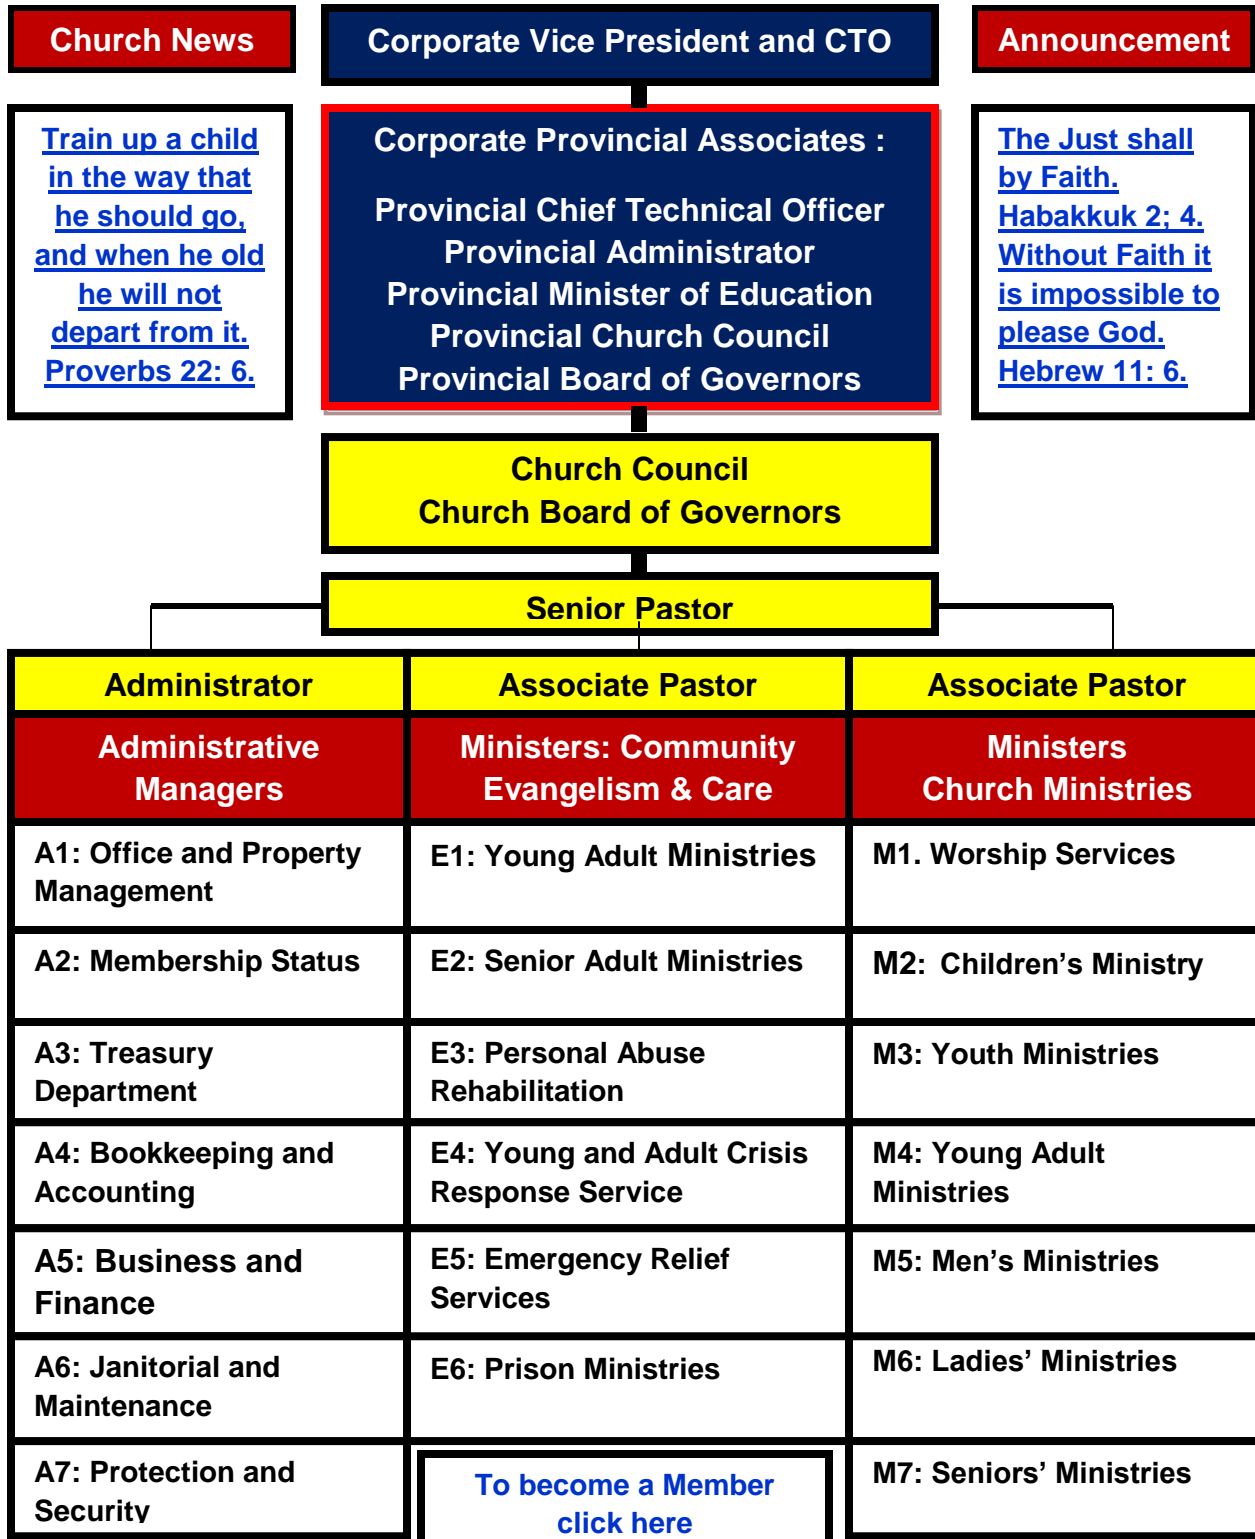 Church News
Corporate Vice President and CTO
Announcement
Train up a child
in the way that
he should go,
and when he old
he will not
depart from it.
Proverbs 22: 6.
Corporate Provincial Associates :
Provincial Chief Technical Officer
Provincial Administrator
Provincial Minister of Education
Provincial Church Council
Provincial Board of Governors
The Just shall
by Faith.
Habakkuk 2; 4.
Without Faith it
is impossible to
please God.
Hebrew 11: 6.
Church Council
Church Board of Governors
Senior Pastor
Administrator
Associate Pastor
Associate Pastor
Administrative
Managers
Ministers: Community
Evangelism & Care
Ministers
Church Ministries
A1: Office and Property
Management
E1: Young Adult Ministries
M1. Worship Services
A2: Membership Status
E2: Senior Adult Ministries
M2: Children’s Ministry
A3: Treasury
Department
E3: Personal Abuse
Rehabilitation
M3: Youth Ministries
A4: Bookkeeping and
Accounting
E4: Young and Adult Crisis
Response Service
M4: Young Adult
Ministries
A5: Business and
Finance
E5: Emergency Relief
Services
M5: Men’s Ministries
A6: Janitorial and
Maintenance
E6: Prison Ministries
M6: Ladies’ Ministries
A7: Protection and
Security
To become a Member
click here
M7: Seniors’ Ministries